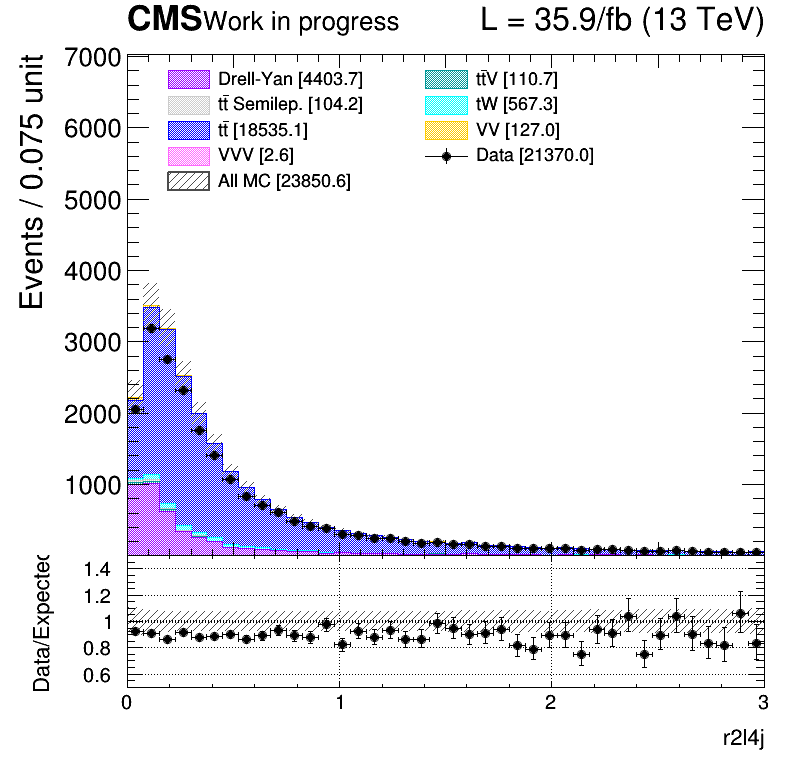 CMS Work in progress L = 35.9/fb (13 TeV)
Events / 0.075 unit
7000
6000
5000
4000
3000
2000
1000
Drell-Yan [4403.7]
tt̄ Semilep. [104.2]
tt̄ [18535.1]
VVV [2.6]
All MC [23850.6]
tt̄V [110.7]
tW [567.3]
VV [127.0]
Data [21370.0]
Data/Expected
1.4
1.2
1
0.8
0.6
0 1 2 3
r2l4j